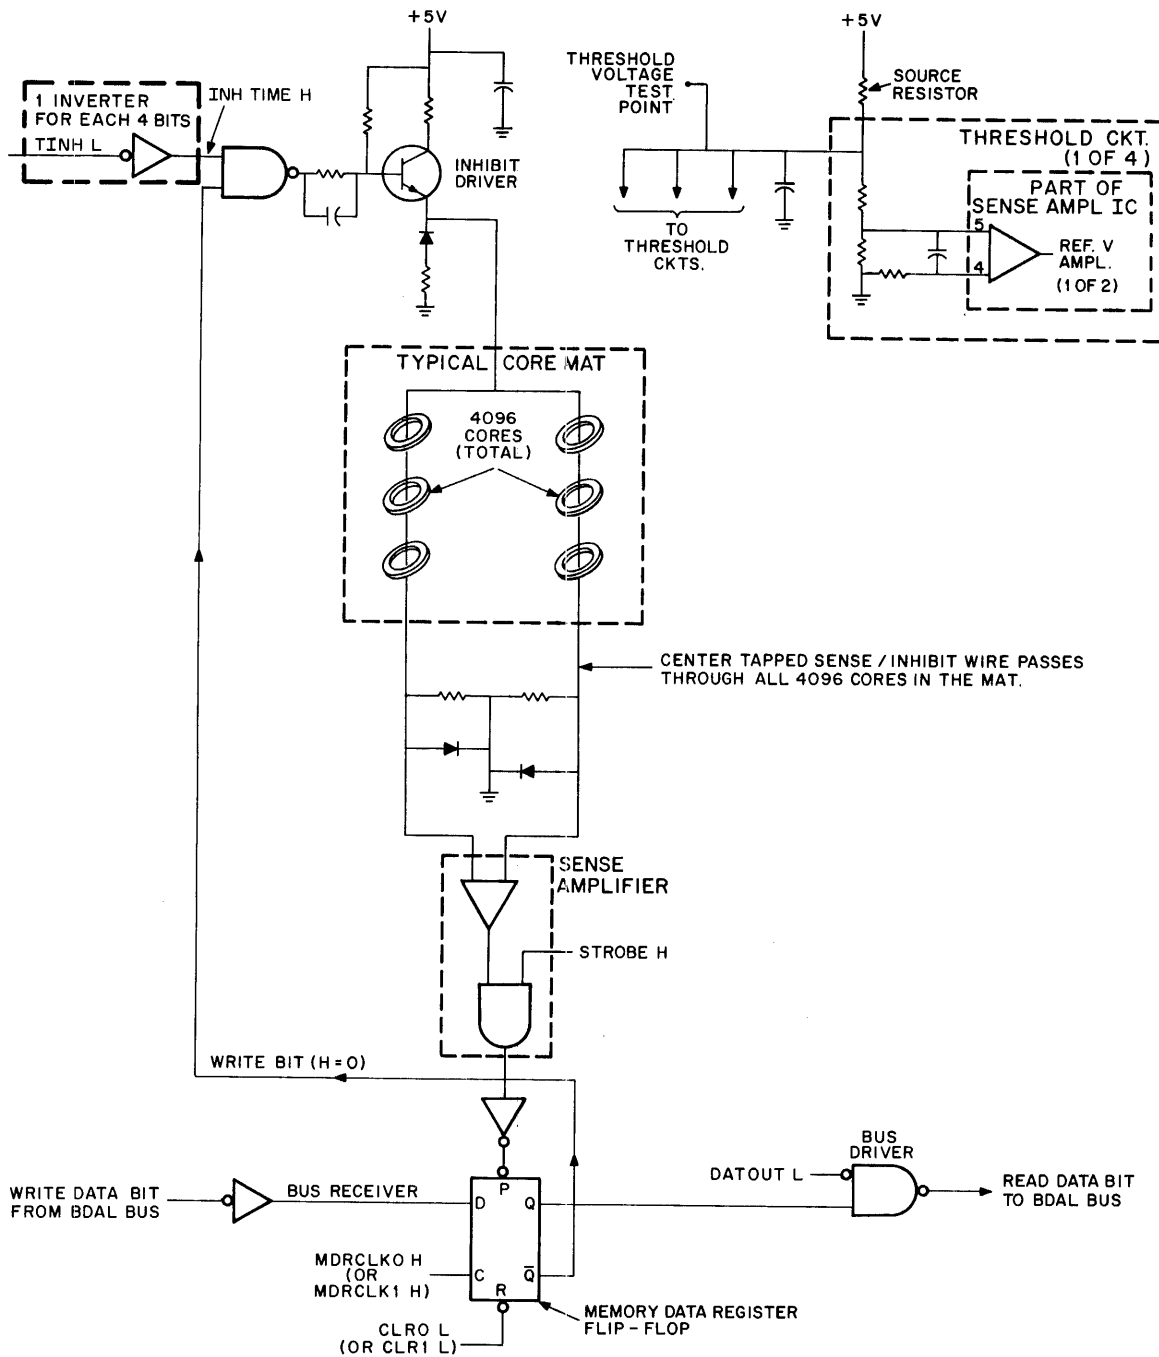 +5V
+5V
1 INVERTER
FOR EACH 4 BITS
TINH L
INH TIME H
INHIBIT
DRIVER
THRESHOLD
VOLTAGE
TEST
POINT
SOURCE
RESISTOR
THRESHOLD CKT.
(1 OF 4)
PART OF
SENSE AMPL IC
5
4
REF. V
AMPL.
(1 OF 2)
TO
THRESHOLD
CKTS.
TYPICAL CORE MAT
4096
CORES
(TOTAL)
CENTER TAPPED SENSE / INHIBIT WIRE PASSES
THROUGH ALL 4096 CORES IN THE MAT.
SENSE
AMPLIFIER
STROBE H
WRITE BIT (H=0)
WRITE DATA BIT
FROM BDAL BUS
BUS RECEIVER
P
D
Q
C
Q̅
R
MDRCLK0 H
(OR
MDRCLK1 H)
CLR0 L
(OR CLR1 L)
MEMORY DATA REGISTER
FLIP-FLOP
BUS
DRIVER
DATOUT L
READ DATA BIT
TO BDAL BUS